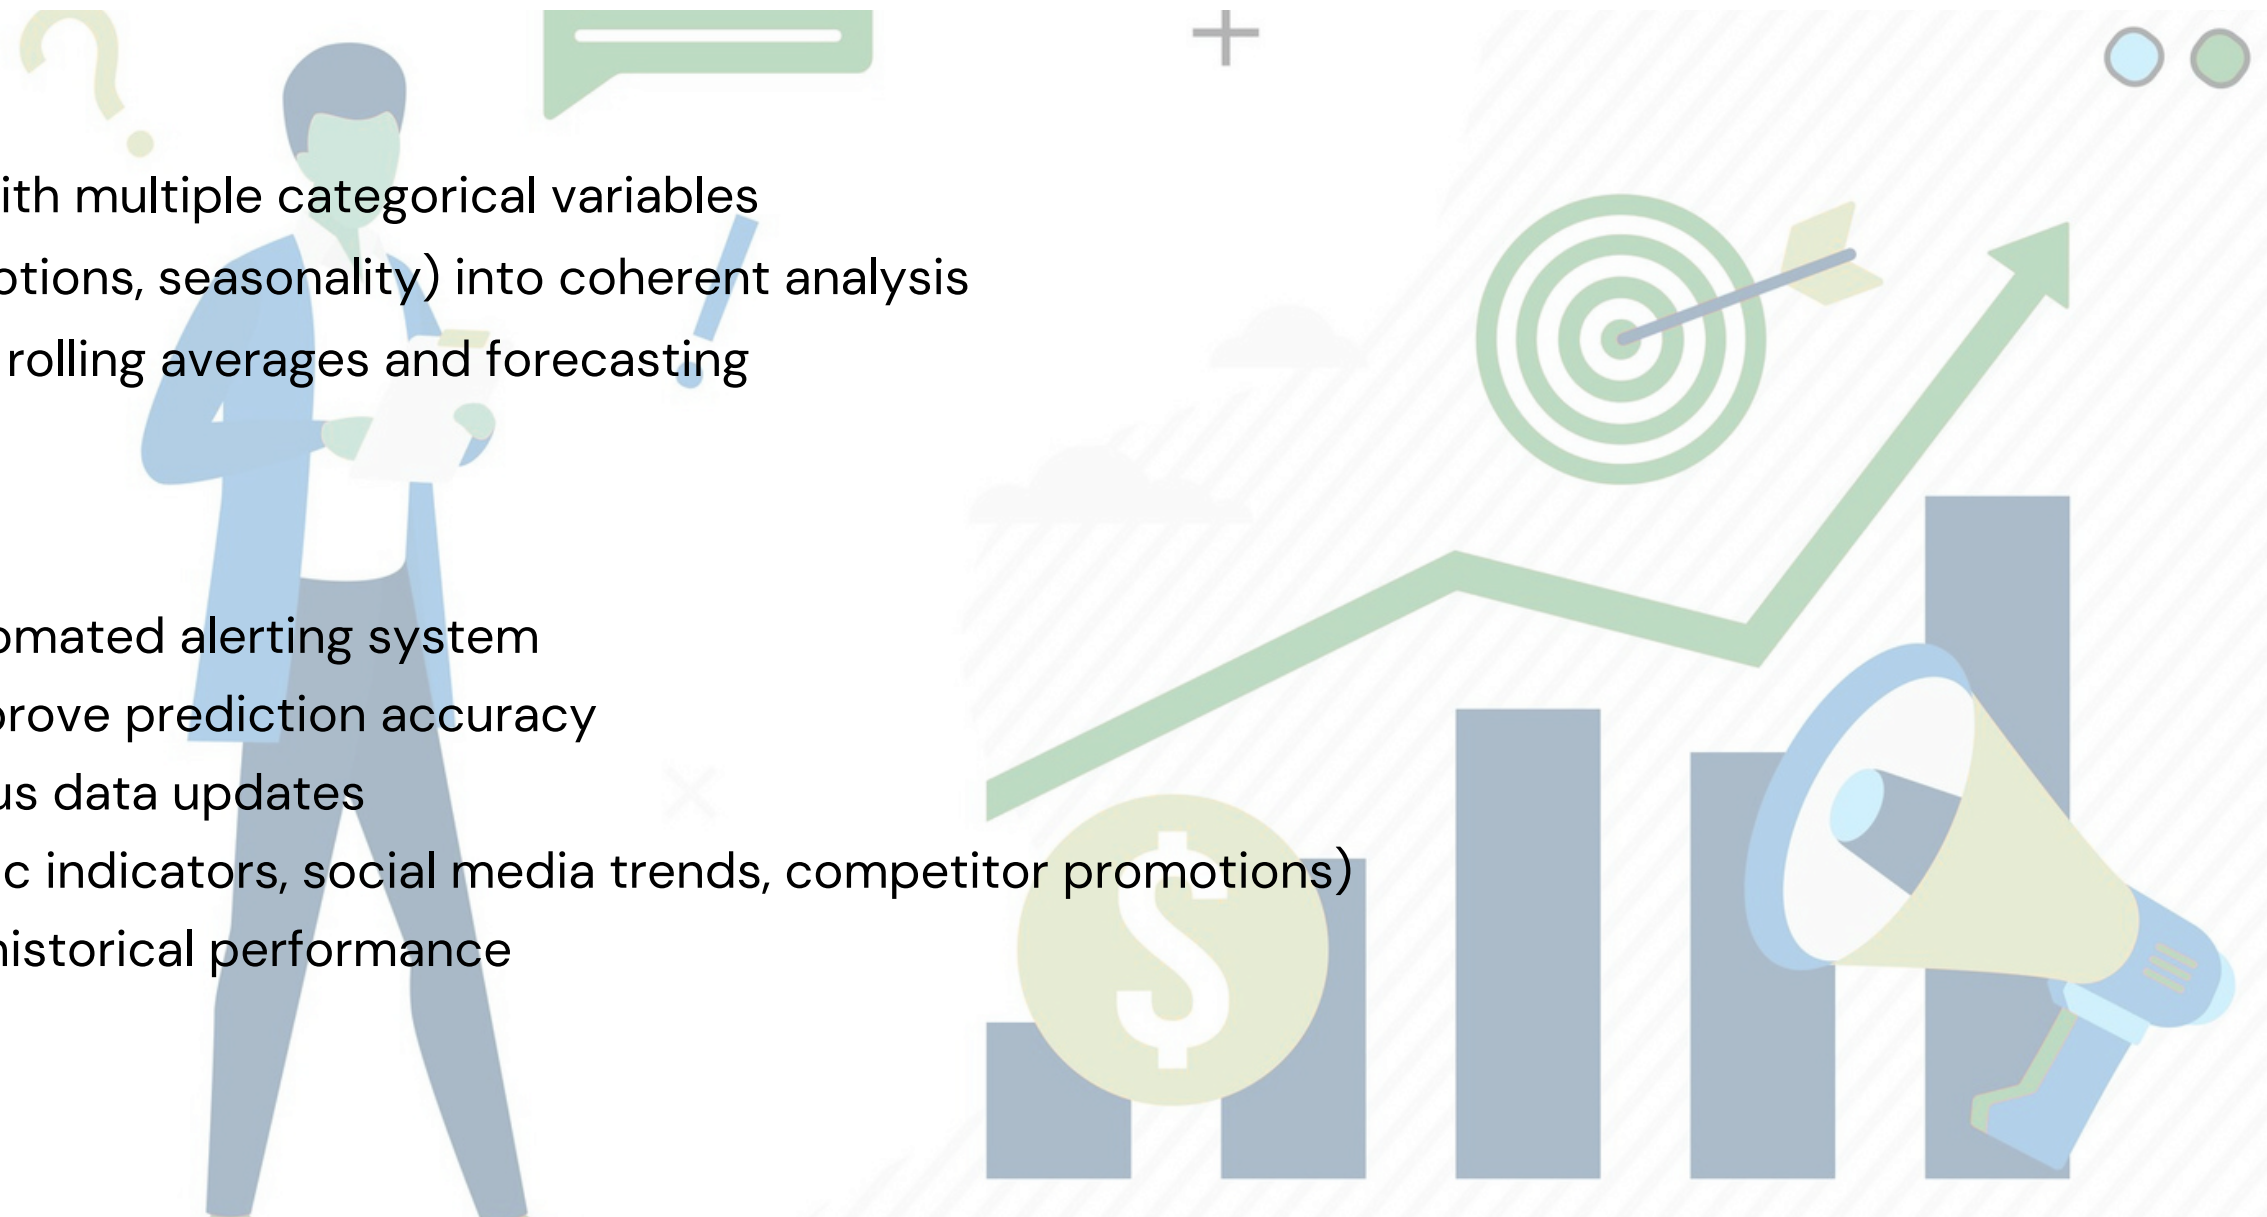 ith multiple categorical variables
otions, seasonality) into coherent analysis
rolling averages and forecasting
omated alerting system
prove prediction accuracy
us data updates
c indicators, social media trends, competitor promotions)
historical performance
$